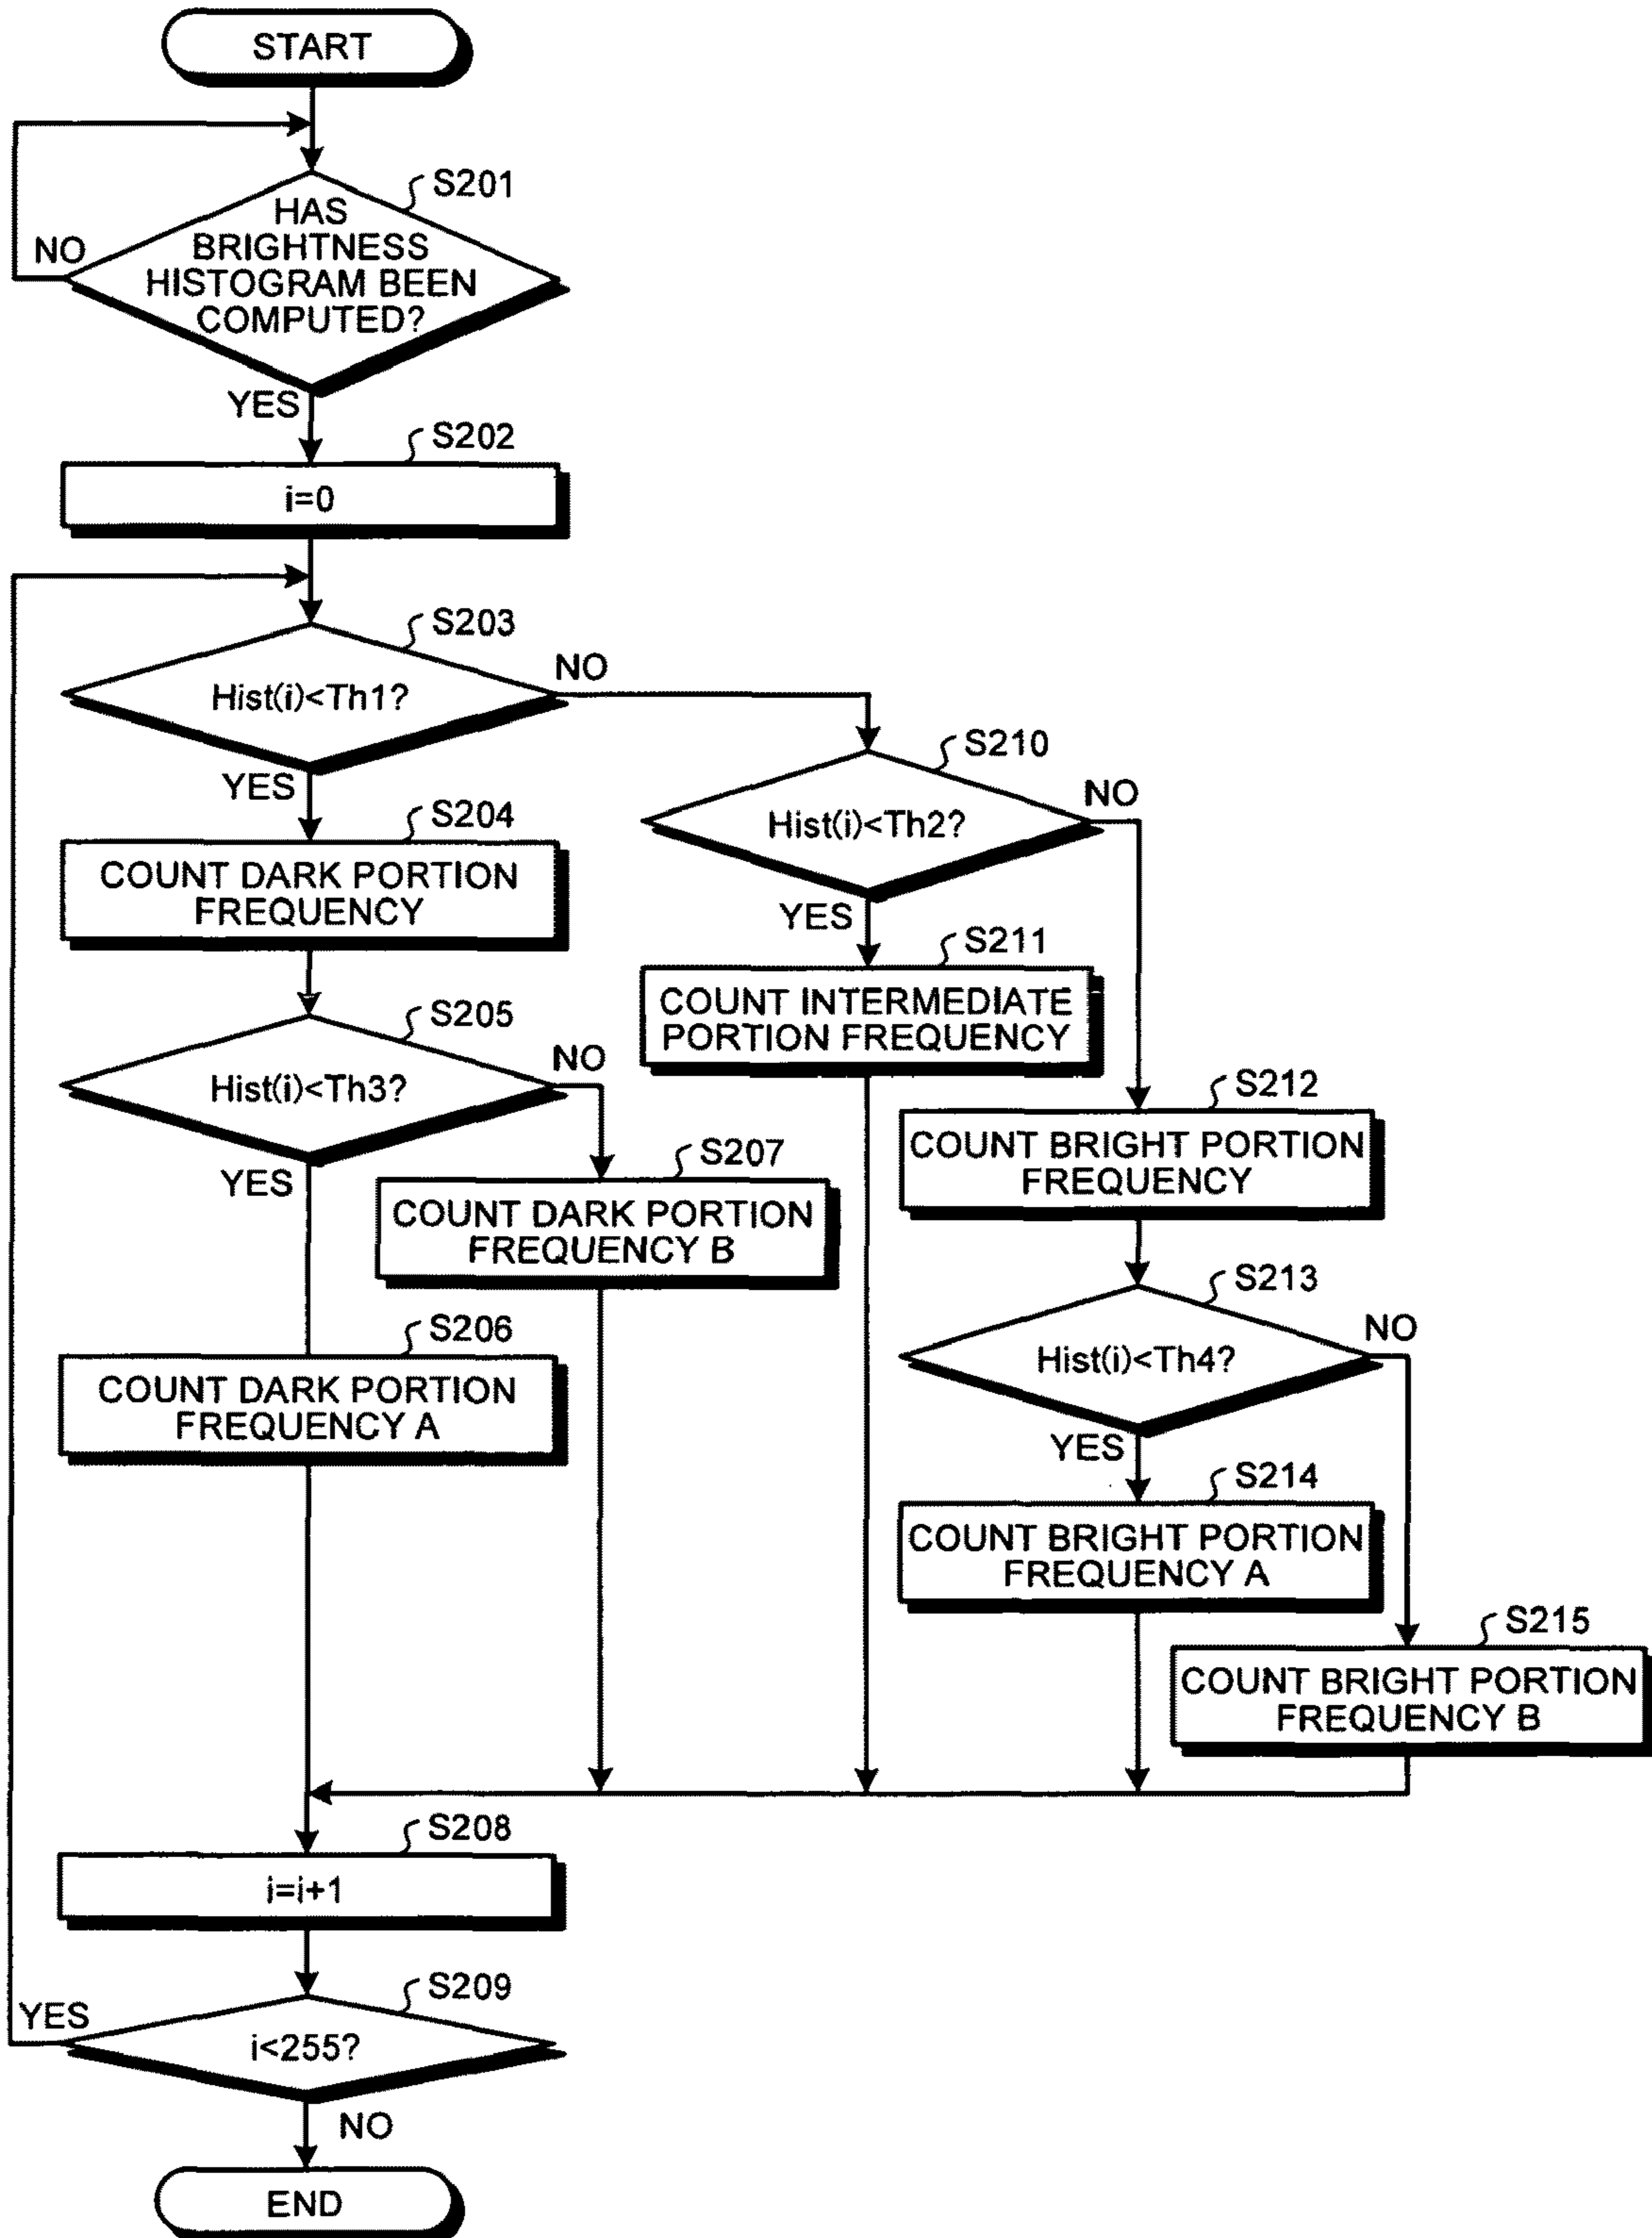 START
S201
HAS
BRIGHTNESS
HISTOGRAM BEEN
COMPUTED?
NO
YES
S202
i=0
S203
Hist(i)<Th1?
NO
YES
S204
COUNT DARK PORTION
FREQUENCY
S205
Hist(i)<Th3?
NO
YES
S207
COUNT DARK PORTION
FREQUENCY B
S206
COUNT DARK PORTION
FREQUENCY A
S210
Hist(i)<Th2?
NO
YES
S211
COUNT INTERMEDIATE
PORTION FREQUENCY
S212
COUNT BRIGHT PORTION
FREQUENCY
S213
Hist(i)<Th4?
NO
YES
S214
COUNT BRIGHT PORTION
FREQUENCY A
S215
COUNT BRIGHT PORTION
FREQUENCY B
S208
i=i+1
S209
i<255?
YES
NO
END